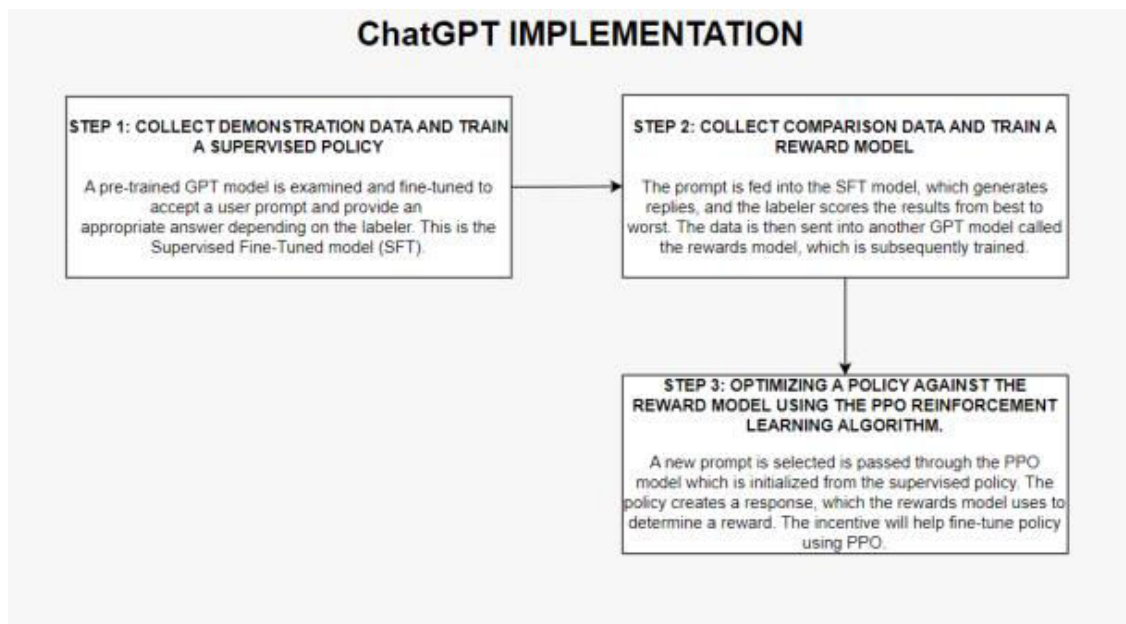 ChatGPT IMPLEMENTATION
STEP 1: COLLECT DEMONSTRATION DATA AND TRAIN
A SUPERVISED POLICY
A pre-trained GPT model is examined and fine-tuned to
accept a user prompt and provide an
appropriate answer depending on the labeler. This is the
Supervised Fine-Tuned model (SFT).
STEP 2: COLLECT COMPARISON DATA AND TRAIN A
REWARD MODEL
The prompt is fed into the SFT model, which generates
replies, and the labeler scores the results from best to
worst. The data is then sent into another GPT model called
the rewards model, which is subsequently trained.
STEP 3: OPTIMIZING A POLICY AGAINST THE
REWARD MODEL USING THE PPO REINFORCEMENT
LEARNING ALGORITHM.
A new prompt is selected is passed through the PPO
model which is initialized from the supervised policy. The
policy creates a response, which the rewards model uses to
determine a reward. The incentive will help fine-tune policy
using PPO.